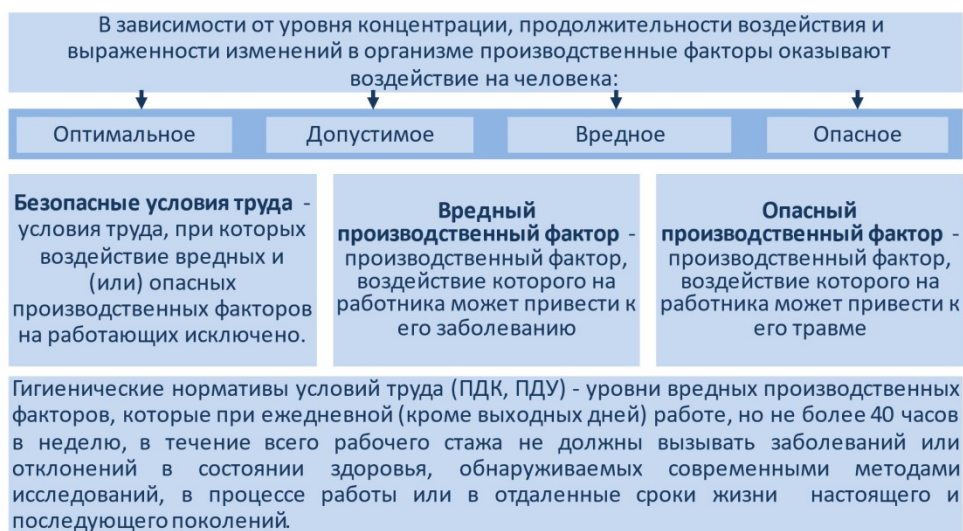 В зависимости от уровня концентрации, продолжительности воздействия и
выраженности изменений в организме производственные факторы оказывают
воздействие на человека:
Оптимальное
Допустимое
Вредное
Опасное
Безопасные условия труда -
условия труда, при которых
воздействие вредных и
(или) опасных
производственных факторов
на работающих исключено.
Вредный
производственный фактор -
производственный фактор,
воздействие которого на
работника может привести к
его заболеванию
Опасный
производственный фактор -
производственный фактор,
воздействие которого на
работника может привести к
его травме
Гигиенические нормативы условий труда (ПДК, ПДУ) - уровни вредных производственных
факторов, которые при ежедневной (кроме выходных дней) работе, но не более 40 часов
в неделю, в течение всего рабочего стажа не должны вызывать заболеваний или
отклонений в состоянии здоровья, обнаруживаемых современными методами
исследований, в процессе работы или в отдаленные сроки жизни настоящего и
последующего поколений.